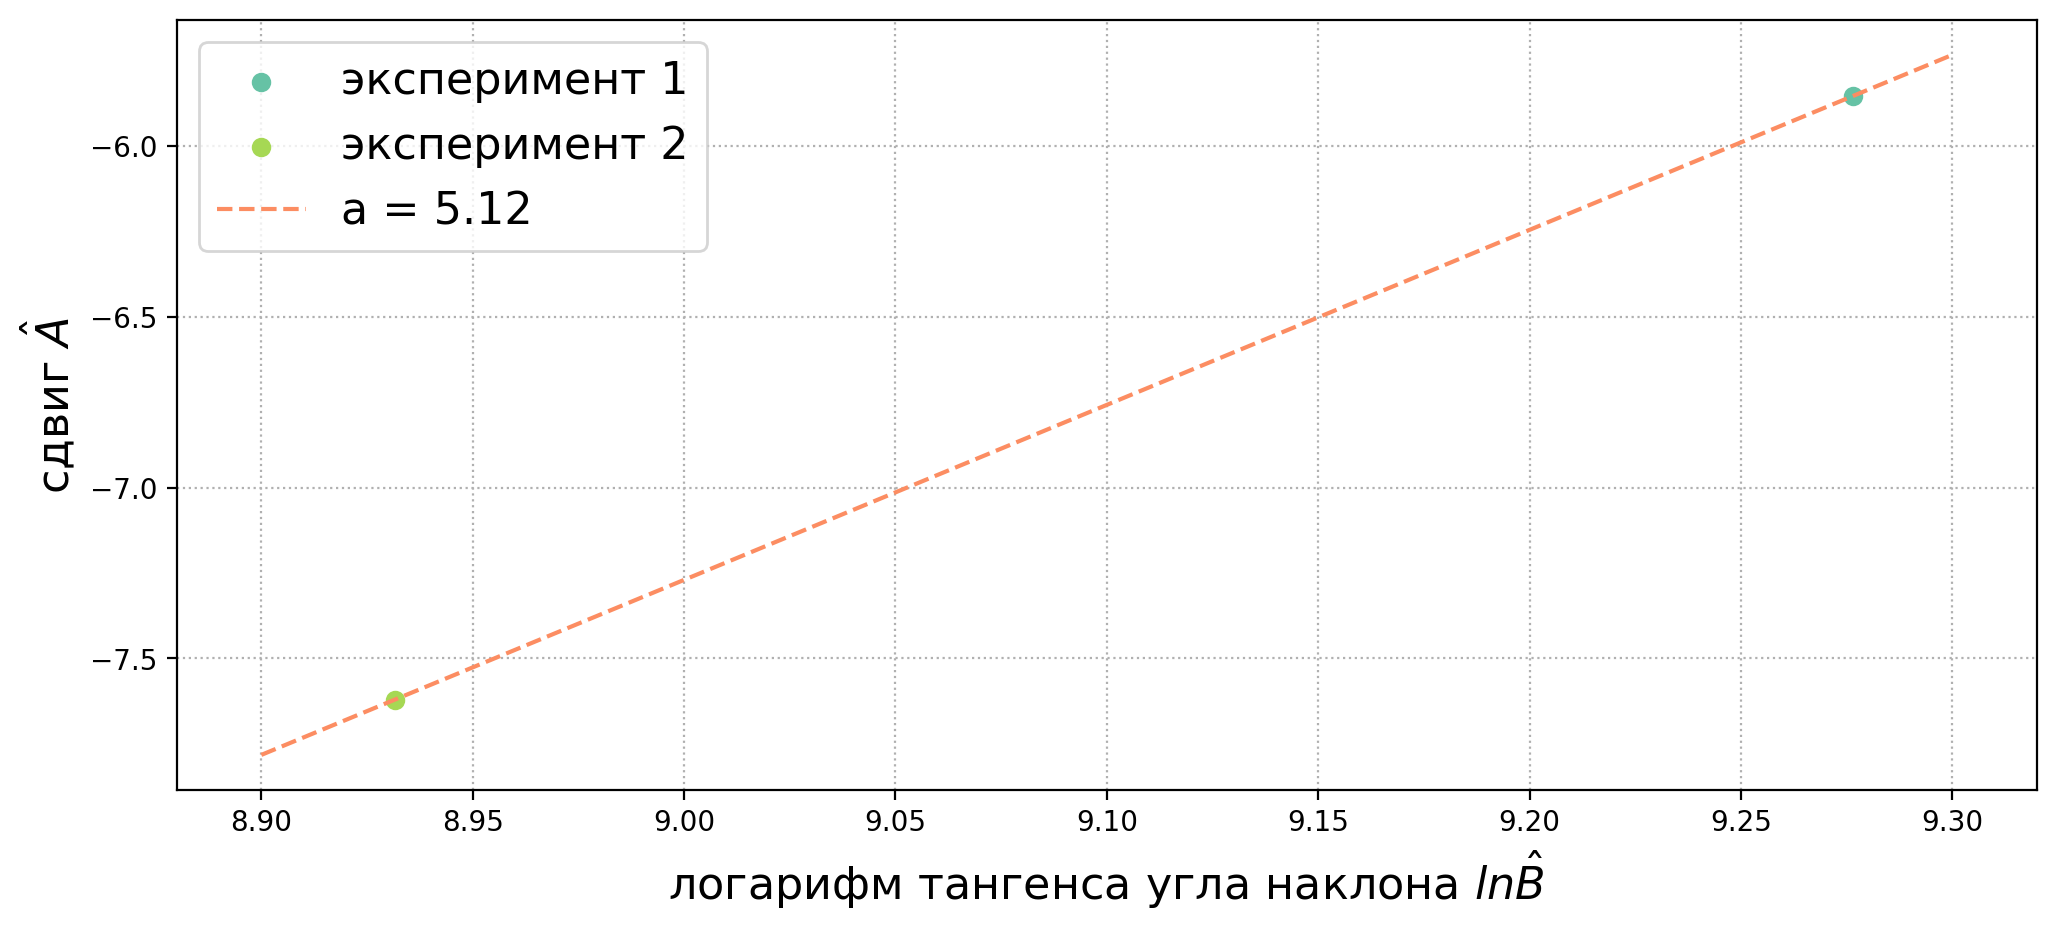 эксперимент 1
эксперимент 2
a = 5.12
−6.0
−6.5
−7.0
−7.5
сдвиг Â
8.90 8.95 9.00 9.05 9.10 9.15 9.20 9.25 9.30
логарифм тангенса угла наклона lnB̂